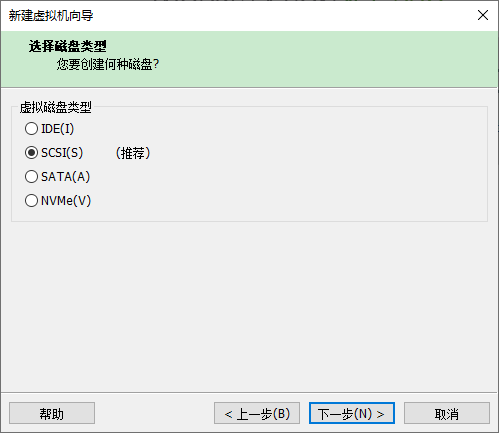 新建虚拟机向导
选择磁盘类型
您要创建何种磁盘?
虚拟磁盘类型
IDE(I)
SCSI(S) （推荐）
SATA(A)
NVMe(V)
帮助 < 上一步(B) 下一步(N) > 取消